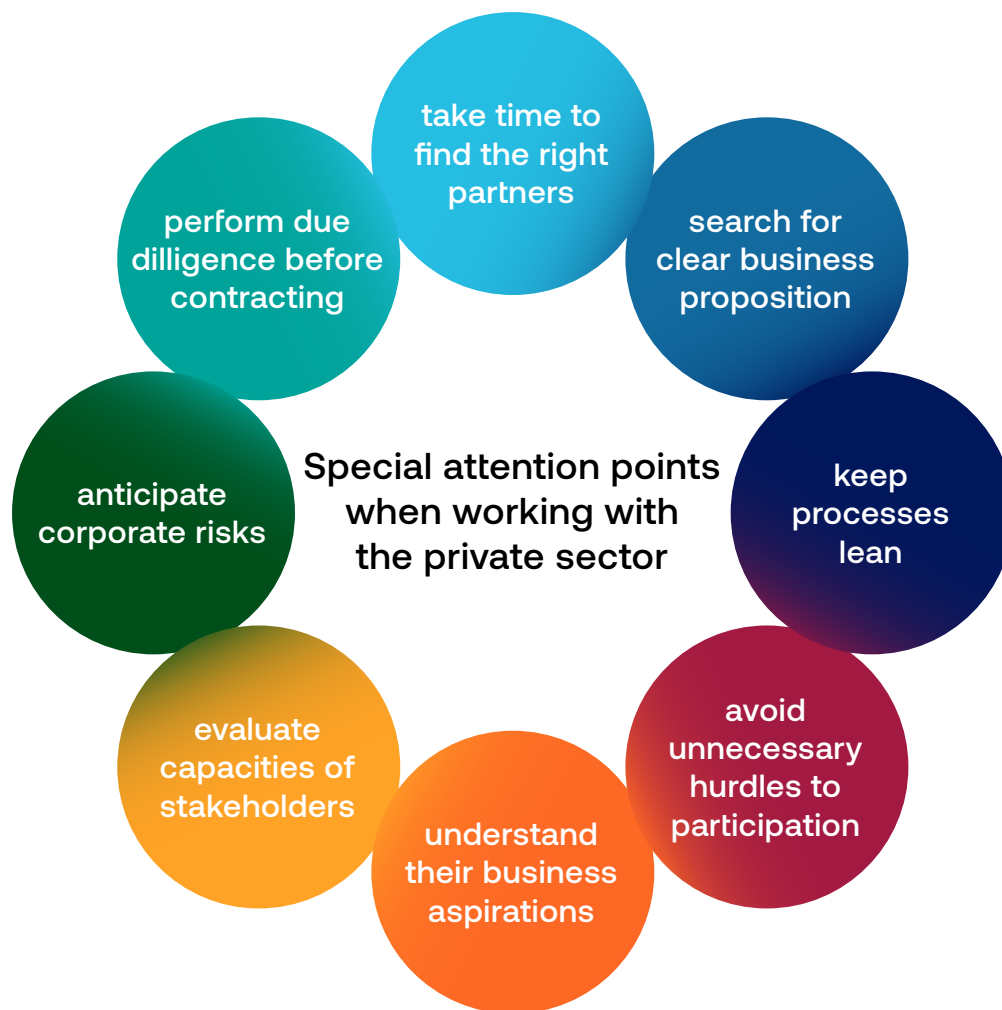 take time to
find the right
partners
search for
clear business
proposition
keep
processes
lean
avoid
unnecessary
hurdles to
participation
understand
their business
aspirations
evaluate
capacities of
stakeholders
anticipate
corporate risks
perform due
dilligence before
contracting
Special attention points
when working with
the private sector